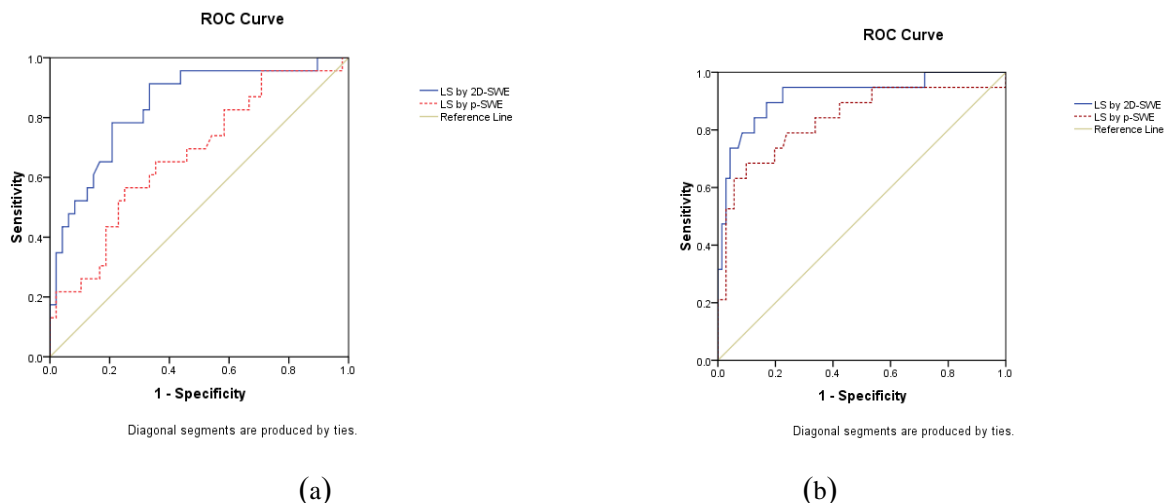 ROC Curve
1.0
0.8
0.6
0.4
0.2
0.0
Sensitivity
0.0 0.2 0.4 0.6 0.8 1.0
1 - Specificity
LS by 2D-SWE
LS by p-SWE
Reference Line
Diagonal segments are produced by ties.
(a)
ROC Curve
1.0
0.8
0.6
0.4
0.2
0.0
Sensitivity
0.0 0.2 0.4 0.6 0.8 1.0
1 - Specificity
LS by 2D-SWE
LS by p-SWE
Reference Line
Diagonal segments are produced by ties.
(b)